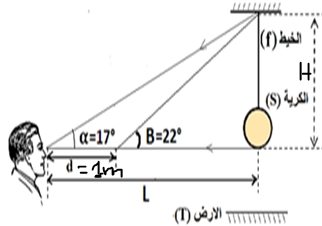 الخيط (f)
H
الكرية (S)
α=17°
B=22°
d = 1m
L
الارض (T)